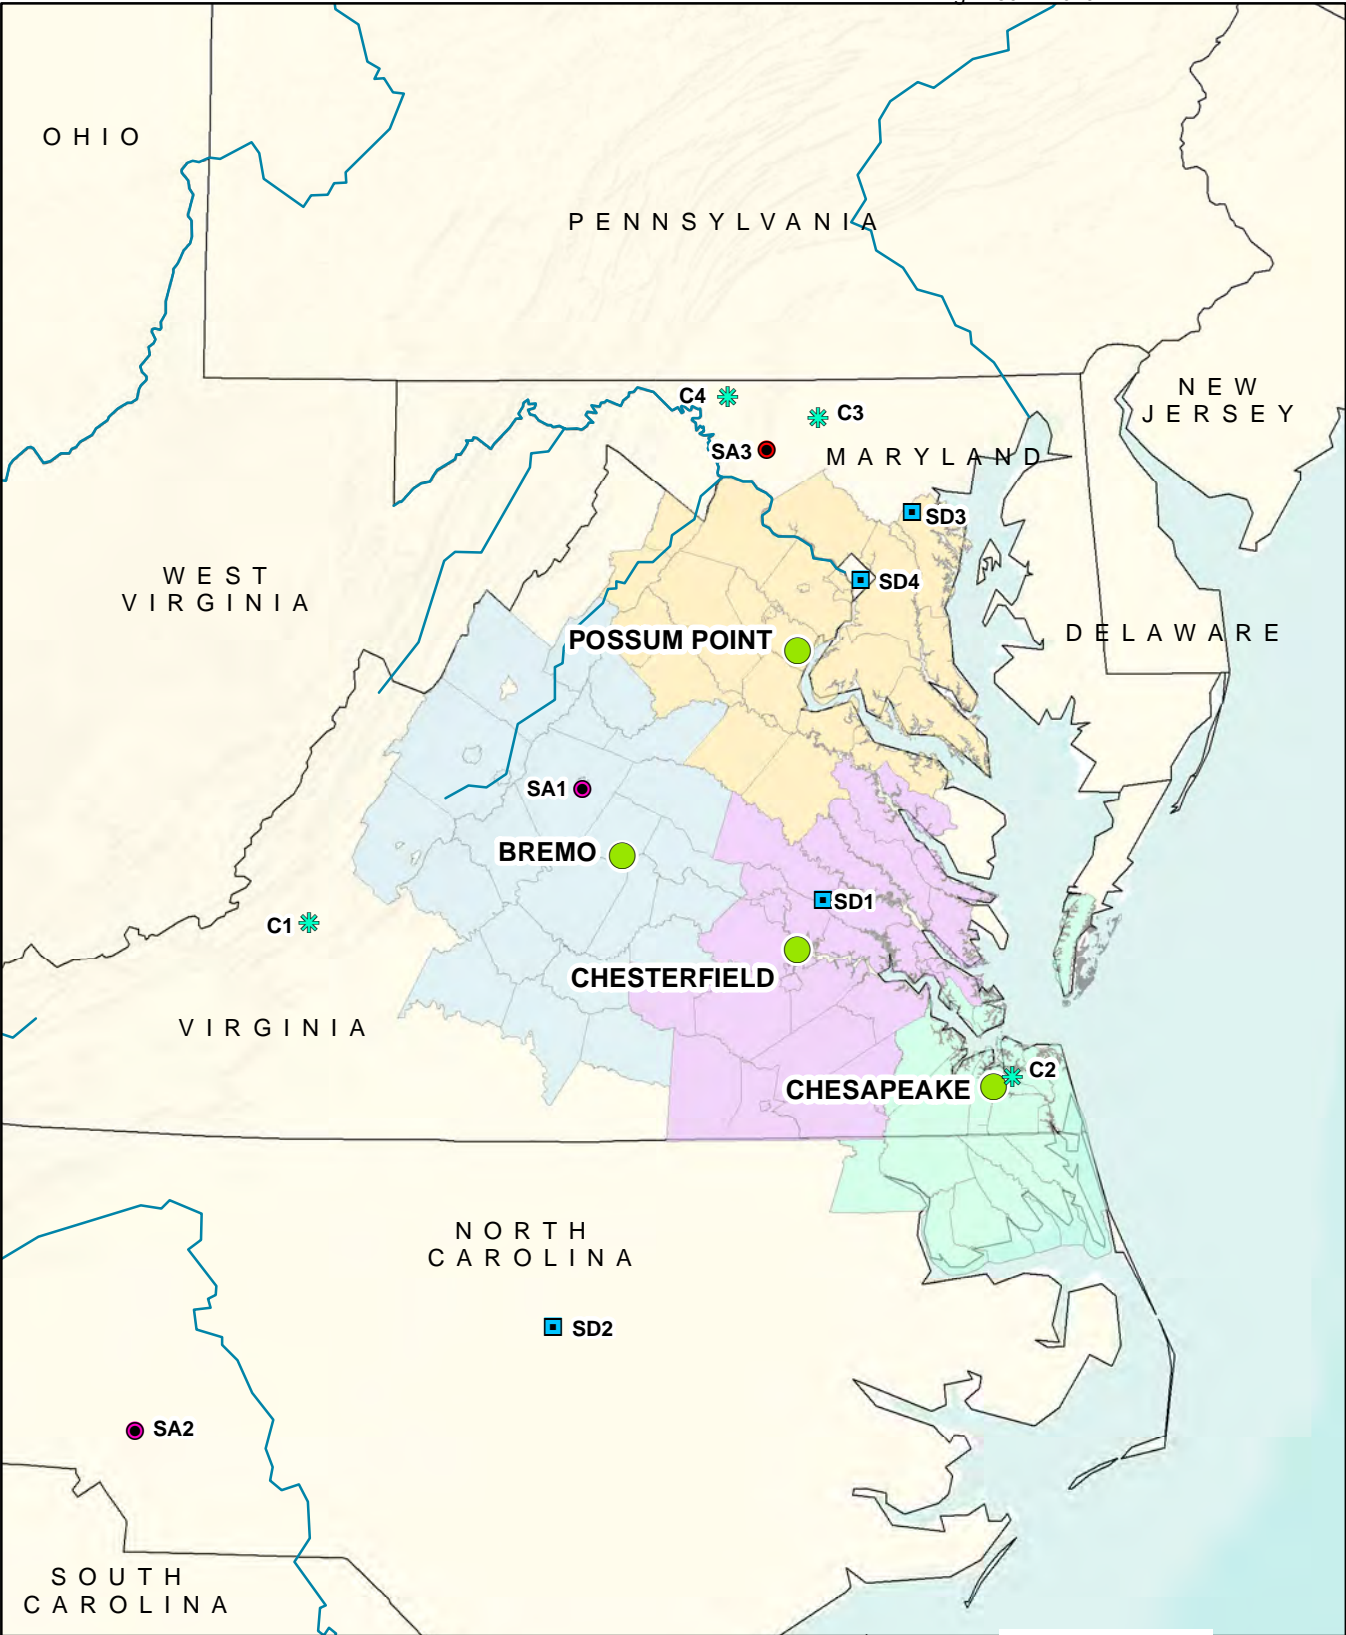 OHIO
PENNSYLVANIA
NEW
JERSEY
C4
C3
SA3
MARYLAND
SD3
WEST
VIRGINIA
SD4
DELAWARE
POSSUM POINT
SA1
BREMO
SD1
C1
CHESTERFIELD
VIRGINIA
C2
CHESAPEAKE
NORTH
CAROLINA
SD2
SA2
SOUTH
CAROLINA